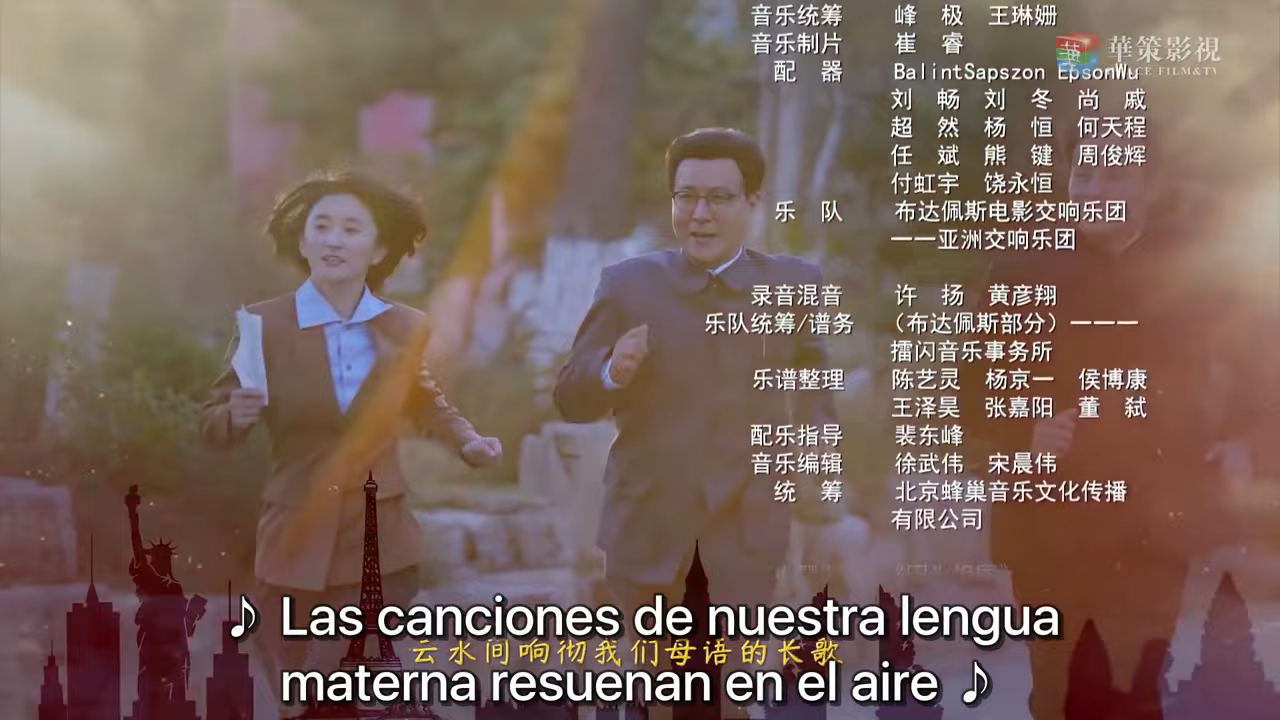 音乐统筹 峰 极 王琳姗
音乐制片 崔 睿
華策影視
配 器 BalintSapszon EpsonWu
FILM&TV
刘 畅 刘 冬 尚 戚
超 然 杨 恒 何天程
任 斌 熊 键 周俊辉
付虹宇 饶永恒
乐 队 布达佩斯电影交响乐团
——亚洲交响乐团
录音混音 许 扬 黄彦翔
乐队统筹/谱务 （布达佩斯部分）———
擂闪音乐事务所
乐谱整理 陈艺灵 杨京一 侯博康
王泽昊 张嘉阳 董 弑
配乐指导 裴东峰
音乐编辑 徐武伟 宋晨伟
统 筹 北京蜂巢音乐文化传播
有限公司
♪ Las canciones de nuestra lengua
云水间响彻我们母语的长歌
materna resuenan en el aire ♪